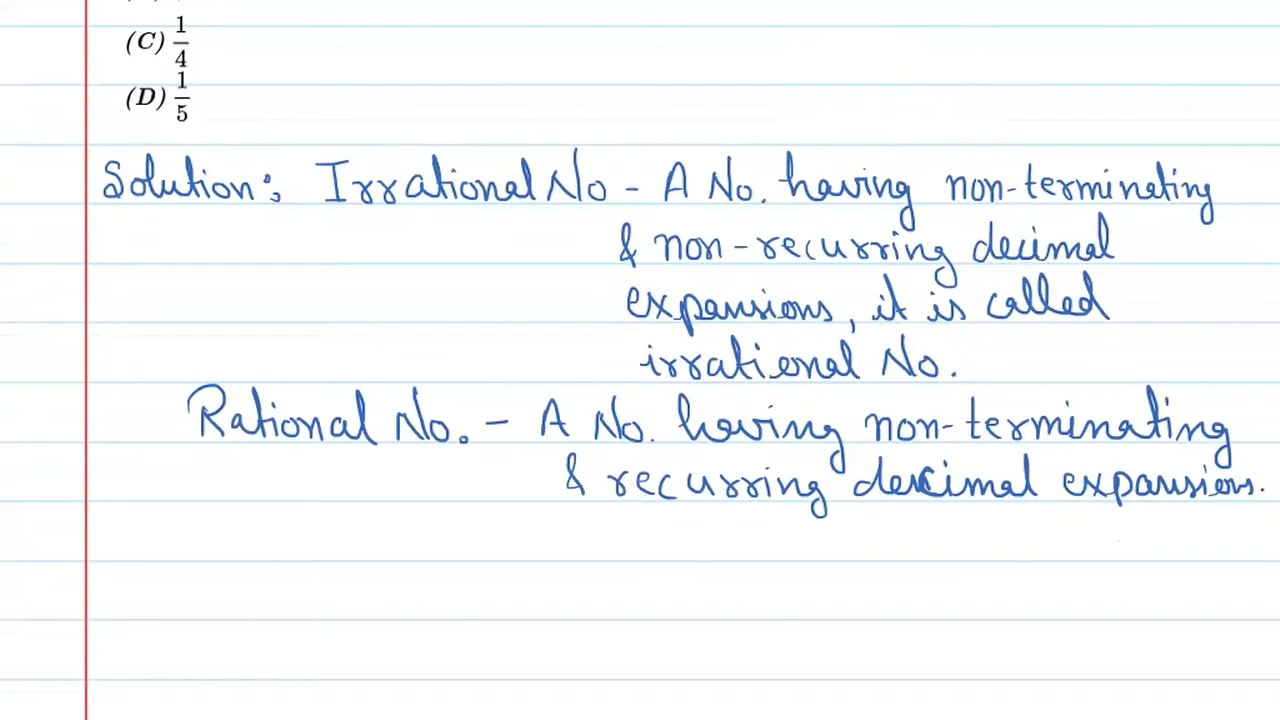 (C) 1/4
(D) 1/5
Solution: Irrational No - A No. having non-terminating
& non-recurring decimal
expansions, it is called
irrational No.
Rational No. - A No. having non-terminating
& recurring decimal expansions.